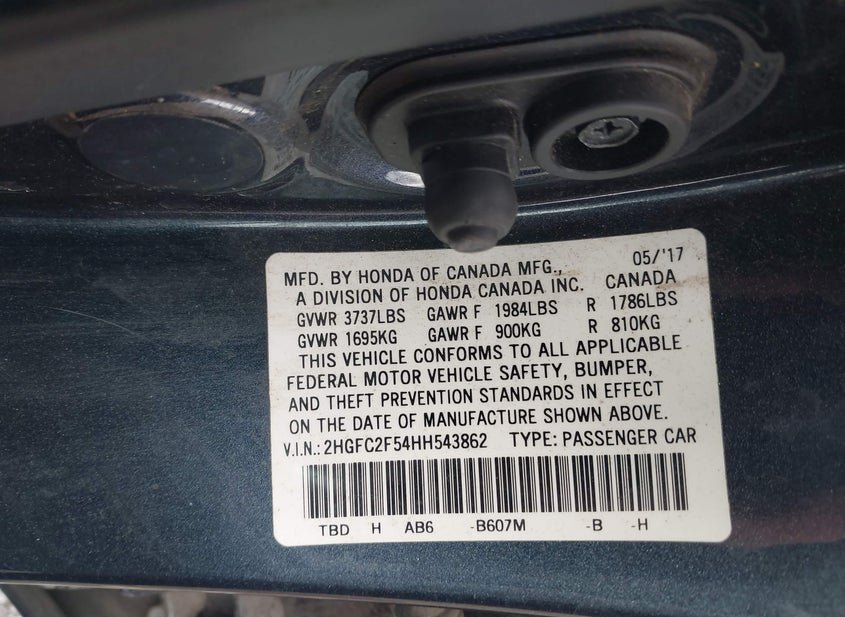 MFD. BY HONDA OF CANADA MFG., 05/'17
A DIVISION OF HONDA CANADA INC. CANADA
GVWR 3737LBS GAWR F 1984LBS R 1786LBS
GVWR 1695KG GAWR F 900KG R 810KG
THIS VEHICLE CONFORMS TO ALL APPLICABLE
FEDERAL MOTOR VEHICLE SAFETY, BUMPER,
AND THEFT PREVENTION STANDARDS IN EFFECT
ON THE DATE OF MANUFACTURE SHOWN ABOVE.
V.I.N.: 2HGFC2F54HH543862 TYPE: PASSENGER CAR
TBD H AB6 -B607M -B -H